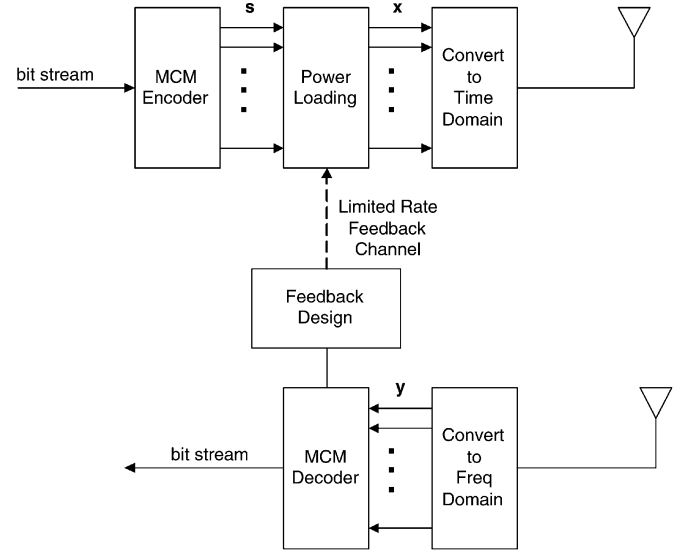 s
x
bit stream
MCM
Encoder
Power
Loading
Convert
to
Time
Domain
Limited Rate
Feedback
Channel
Feedback
Design
y
bit stream
MCM
Decoder
Convert
to
Freq
Domain